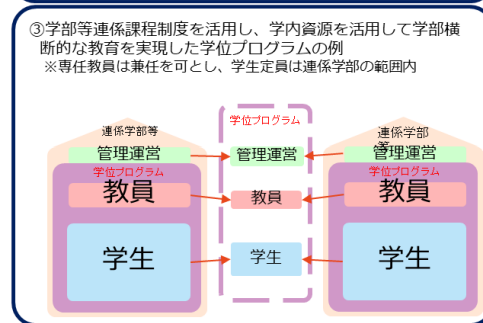 ③学部等連係課程制度を活用し、学内資源を活用して学部横
断的な教育を実現した学位プログラムの例
※専任教員は兼任を可とし、学生定員は連係学部の範囲内
連係学部等
管理運営
学位プログラム
教員
学生
学位プログラム
管理運営
教員
学生
連係学部
等
管理運営
学位プログラム
教員
学生